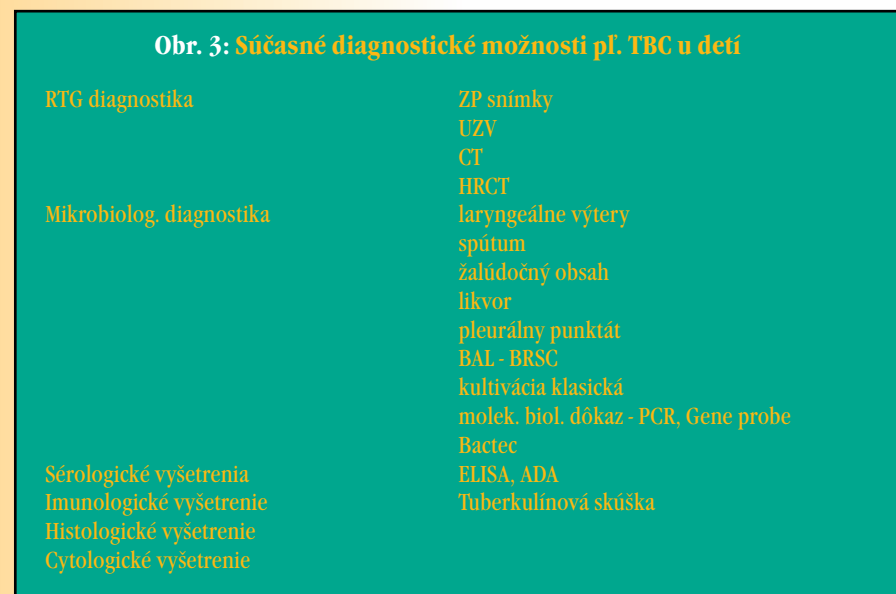 Obr. 3: Súčasné diagnostické možnosti pľ. TBC u detí
RTG diagnostika ZP snímky
UZV
CT
HRCT
Mikrobiolog. diagnostika laryngeálne výtery
spútum
žalúdočný obsah
likvor
pleurálny punktát
BAL - BRSC
kultivácia klasická
molek. biol. dôkaz - PCR, Gene probe
Bactec
Sérologické vyšetrenia ELISA, ADA
Imunologické vyšetrenie Tuberkulínová skúška
Histologické vyšetrenie
Cytologické vyšetrenie